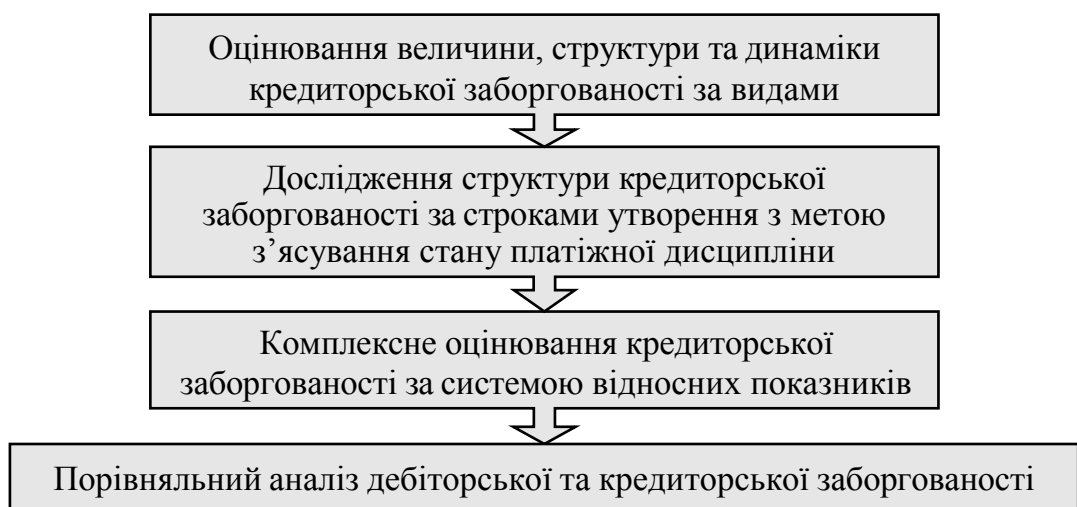 Оцінювання величини, структури та динаміки
кредиторської заборгованості за видами
Дослідження структури кредиторської
заборгованості за строками утворення з метою
з’ясування стану платіжної дисципліни
Комплексне оцінювання кредиторської
заборгованості за системою відносних показників
Порівняльний аналіз дебіторської та кредиторської заборгованості